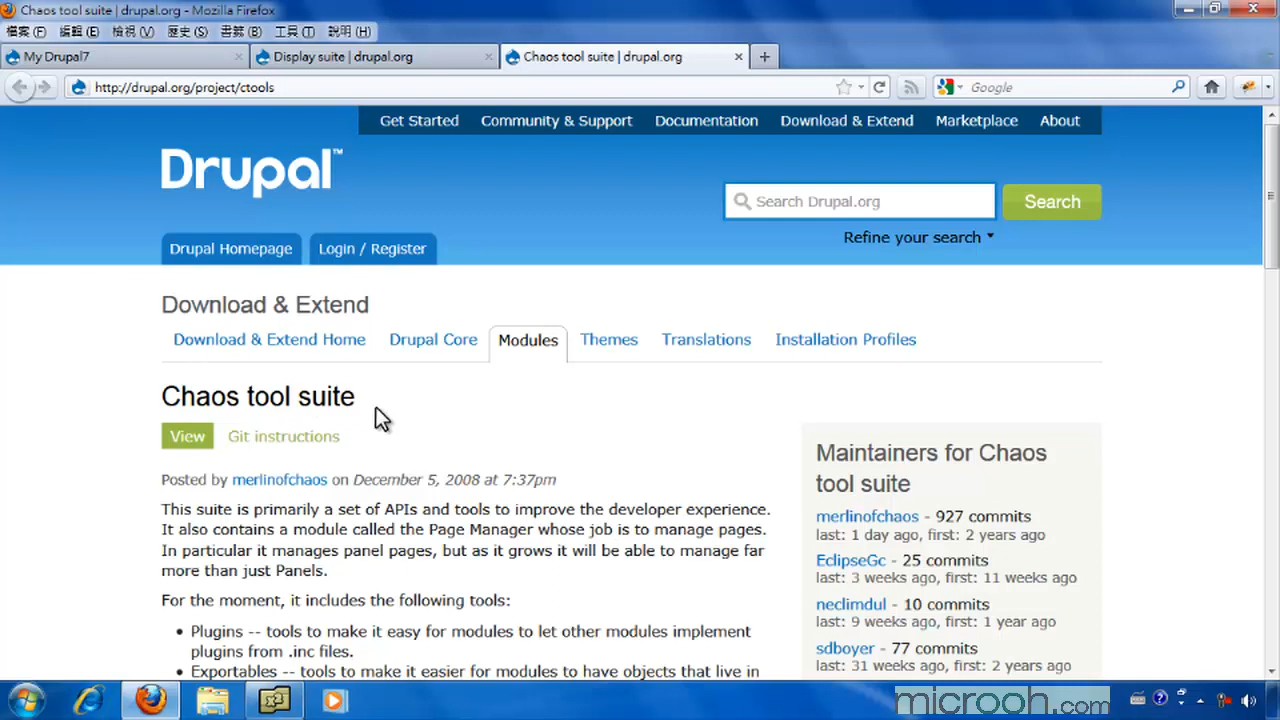 Chaos tool suite | drupal.org - Mozilla Firefox
檔案 (F) 編輯 (E) 檢視 (V) 歷史 (S) 書籤 (B) 工具 (T) 說明 (H)
My Drupal7
Display suite | drupal.org
Chaos tool suite | drupal.org
http://drupal.org/project/ctools
Google
Get Started Community & Support Documentation Download & Extend Marketplace About
Drupal™
Search Drupal.org
Search
Refine your search
Drupal Homepage Login / Register
Download & Extend
Download & Extend Home Drupal Core Modules Themes Translations Installation Profiles
Chaos tool suite
View Git instructions
Posted by merlinofchaos on December 5, 2008 at 7:37pm
This suite is primarily a set of APIs and tools to improve the developer experience.
It also contains a module called the Page Manager whose job is to manage pages.
In particular it manages panel pages, but as it grows it will be able to manage far
more than just Panels.
For the moment, it includes the following tools:
• Plugins -- tools to make it easy for modules to let other modules implement
plugins from .inc files.
• Exportables -- tools to make it easier for modules to have objects that live in
Maintainers for Chaos
tool suite
merlinofchaos - 927 commits
last: 1 day ago, first: 2 years ago
EclipseGc - 25 commits
last: 3 weeks ago, first: 11 weeks ago
neclimdul - 10 commits
last: 9 weeks ago, first: 1 year ago
sdboyer - 77 commits
last: 31 weeks ago, first: 2 years ago
microoh.com